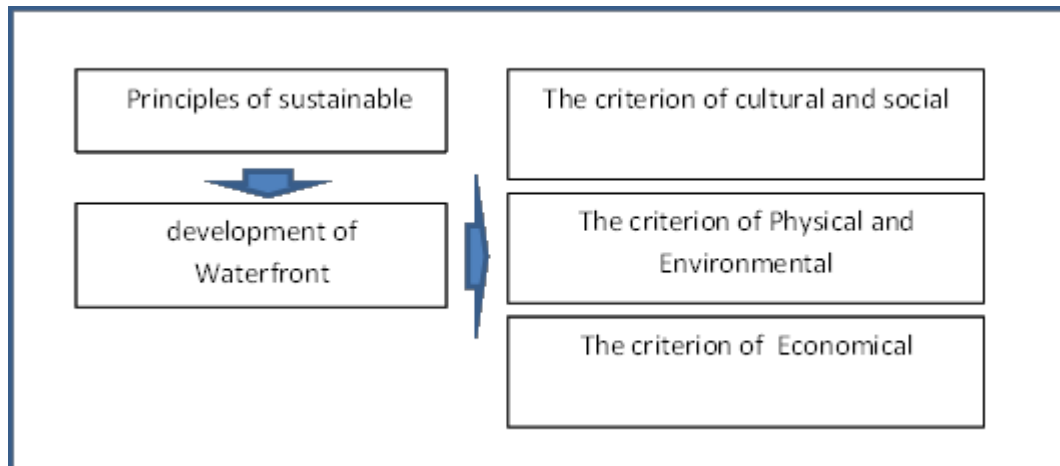 Principles of sustainable
development of
Waterfront
The criterion of cultural and social
The criterion of Physical and
Environmental
The criterion of Economical